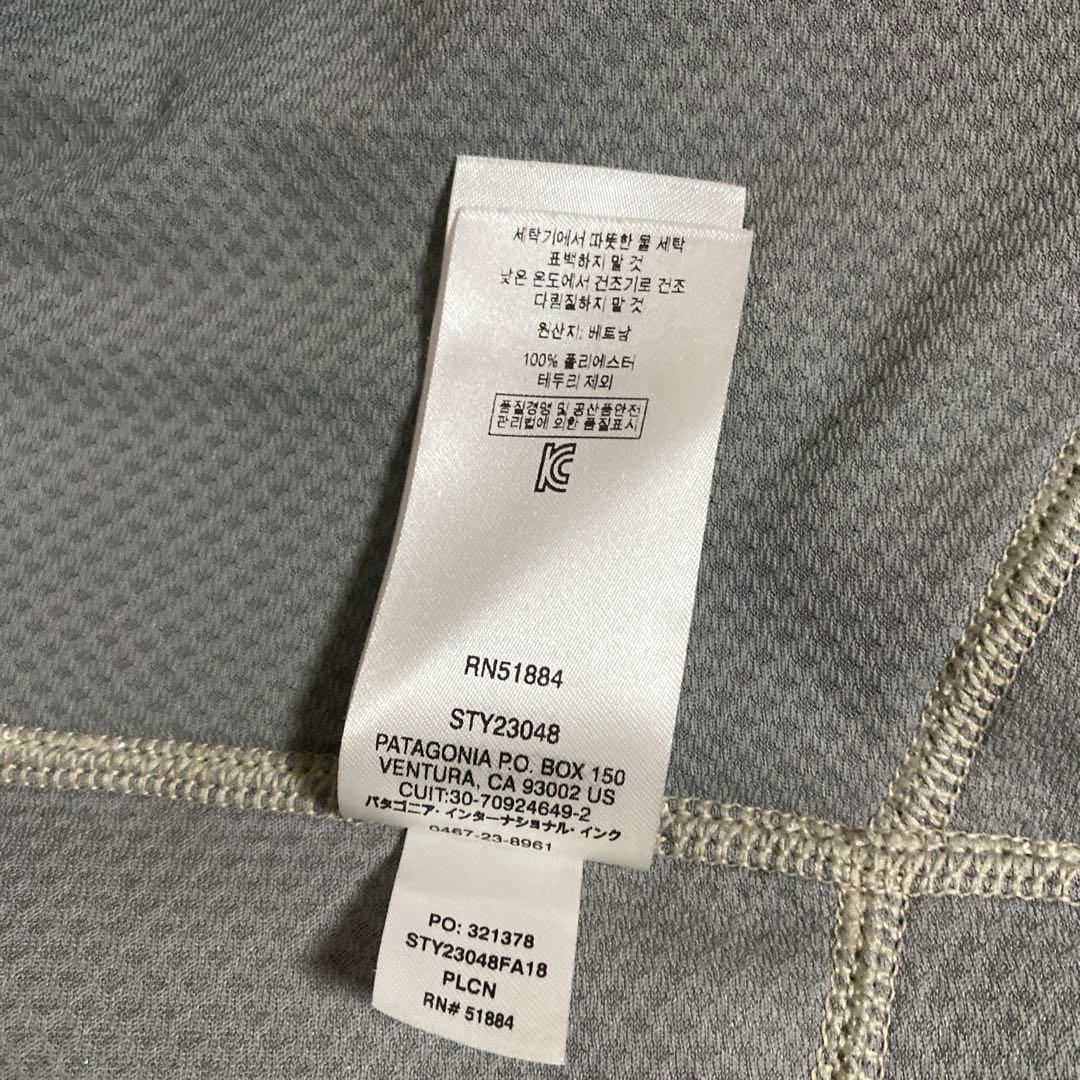 세탁기에서 따뜻한 물 세탁
표백하지 말 것
낮은 온도에서 건조기로 건조
다림질하지 말 것
원산지: 베트남
100% 폴리에스터
테두리 제외
품질경영 및 공산품안전
관리법에 의한 품질표시
KC
RN51884
STY23048
PATAGONIA P.O. BOX 150
VENTURA, CA 93002 US
CUIT:30-70924649-2
パタゴニア・インターナショナル・インク
0467-23-8961
PO: 321378
STY23048FA18
PLCN
RN# 51884